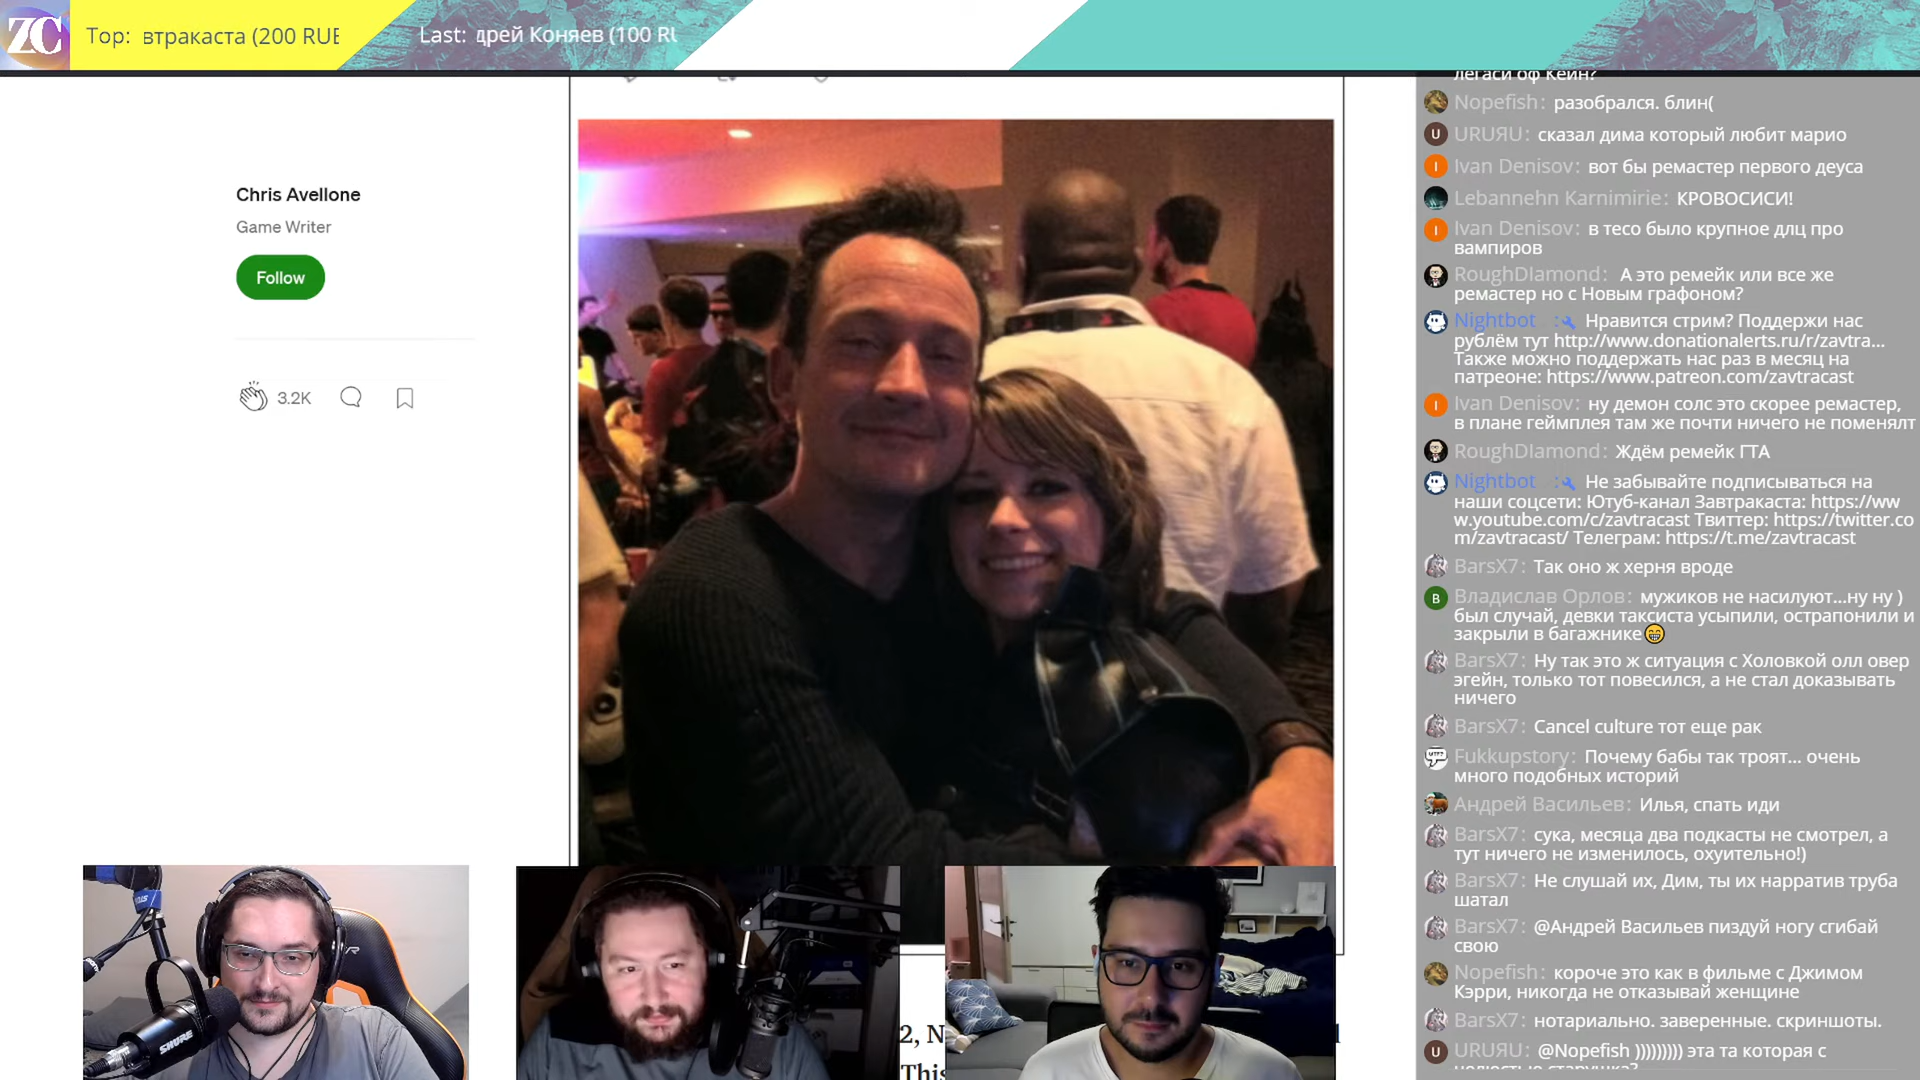 ZC
Top: втракаста (200 RUE
Last: дрей Коняев (100 RU
Chris Avellone
Game Writer
Follow
3.2K
2, N
This
SHURE
легаси оф Кейн?
Nopefish: разобрался. блин(
URUЯU: сказал дима который любит марио
Ivan Denisov: вот бы ремастер первого деуса
Lebannehn Karnimirie: КРОВОСИСИ!
Ivan Denisov: в тесо было крупное длц про
вампиров
RoughDIamond: А это ремейк или все же
ремастер но с Новым графоном?
Nightbot : Нравится стрим? Поддержи нас
рублём тут http://www.donationalerts.ru/r/zavtra...
Также можно поддержать нас раз в месяц на
патреоне: https://www.patreon.com/zavtracast
Ivan Denisov: ну демон солс это скорее ремастер,
в плане геймплея там же почти ничего не поменялт
RoughDIamond: Ждём ремейк ГТА
Nightbot : Не забывайте подписываться на
наши соцсети: Ютуб-канал Завтракаста: https://ww
w.youtube.com/c/zavtracast Твиттер: https://twitter.co
m/zavtracast/ Телеграм: https://t.me/zavtracast
BarsX7: Так оно ж херня вроде
Владислав Орлов: мужиков не насилуют...ну ну )
был случай, девки таксиста усыпили, острапонили и
закрыли в багажнике
BarsX7: Ну так это ж ситуация с Холовкой олл овер
эгейн, только тот повесился, а не стал доказывать
ничего
BarsX7: Cancel culture тот еще рак
Fukkupstory: Почему бабы так троят... очень
много подобных историй
Андрей Васильев: Илья, спать иди
BarsX7: сука, месяца два подкасты не смотрел, а
тут ничего не изменилось, охуительно!)
BarsX7: Не слушай их, Дим, ты их нарратив труба
шатал
BarsX7: @Андрей Васильев пиздуй ногу сгибай
свою
Nopefish: короче это как в фильме с Джимом
Кэрри, никогда не отказывай женщине
BarsX7: нотариально. заверенные. скриншоты.
URUЯU: @Nopefish ))))))))) эта та которая с